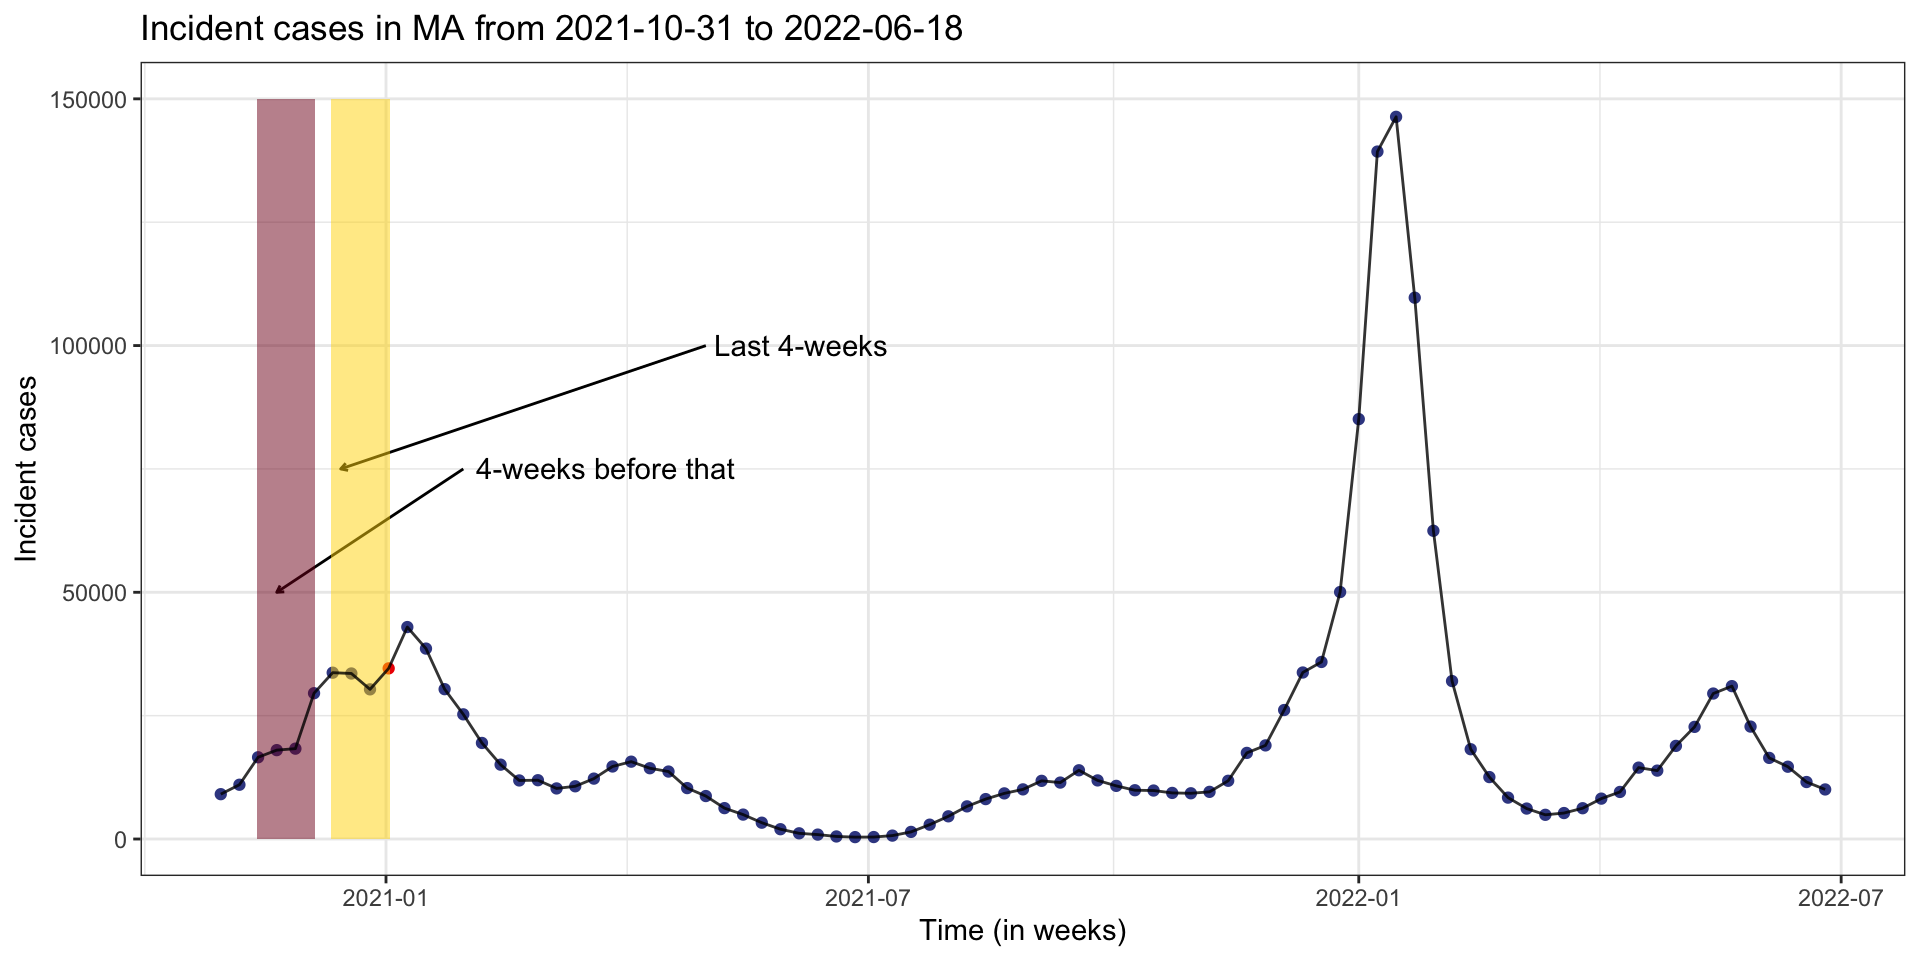 Incident cases in MA from 2021-10-31 to 2022-06-18
150000
100000
50000
0
Incident cases
Last 4-weeks
4-weeks before that
2021-01
2021-07
2022-01
2022-07
Time (in weeks)